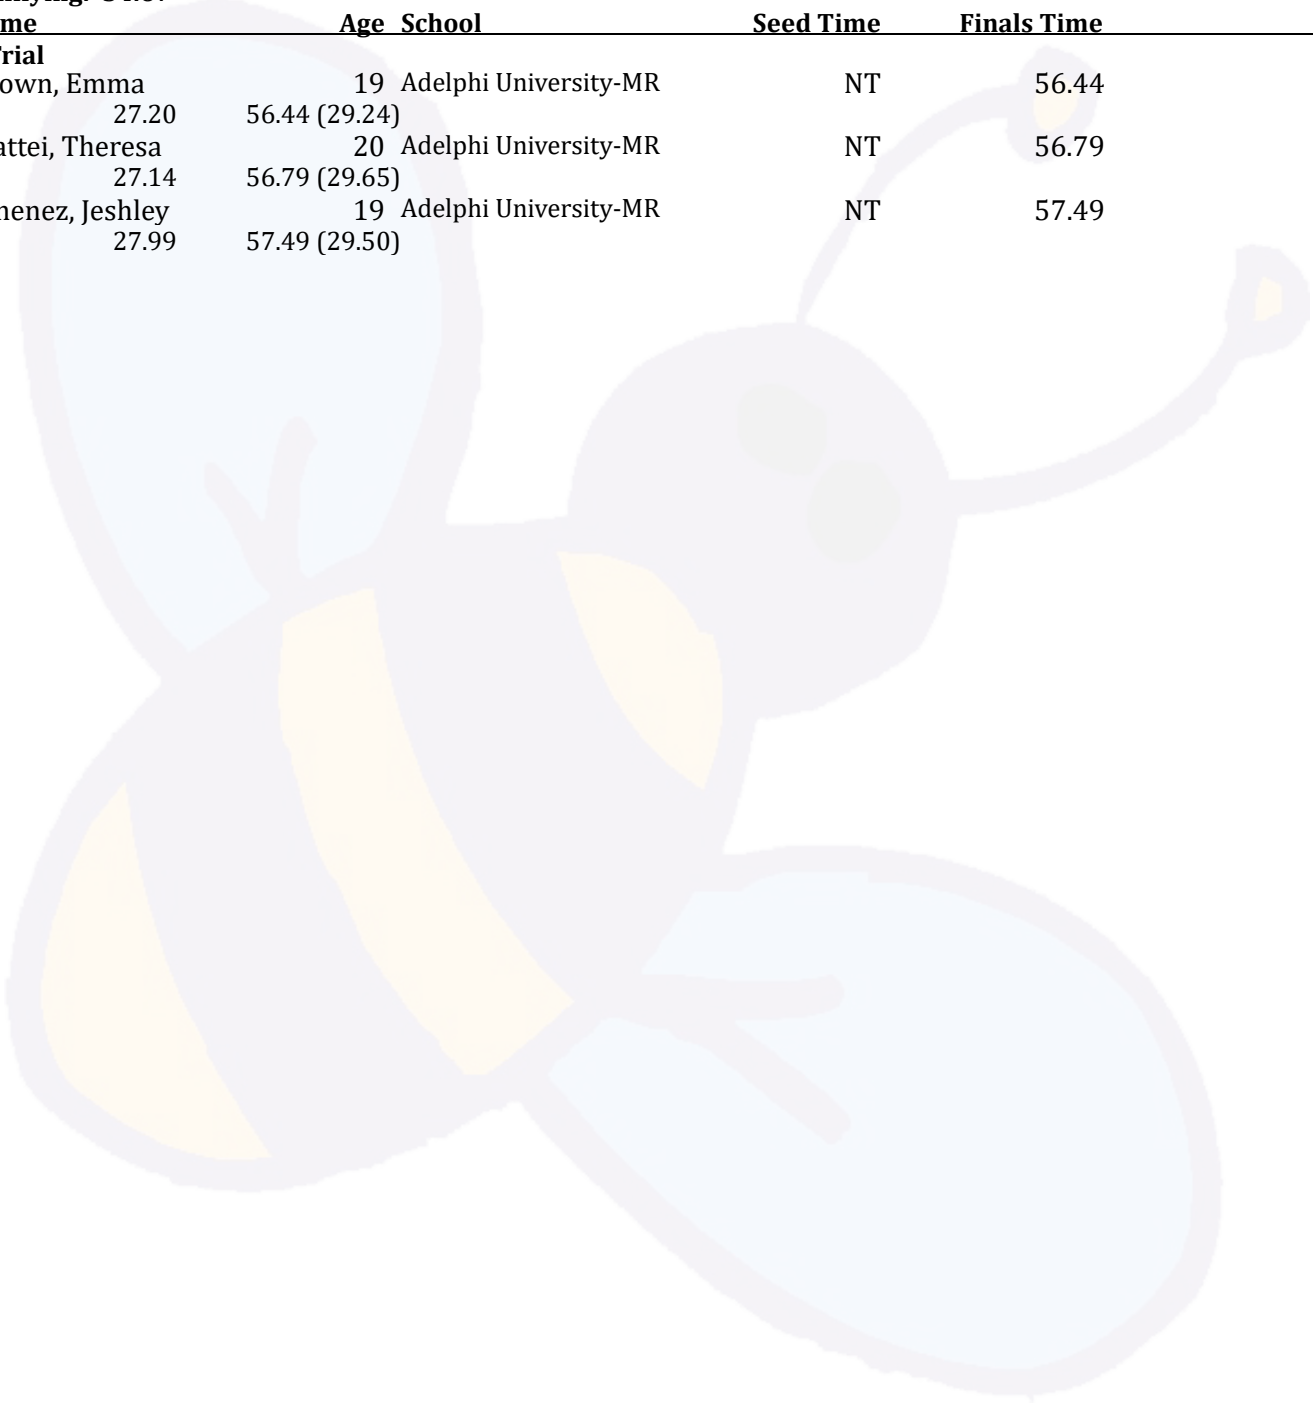 me Age School Seed Time Finals Time
Trial
own, Emma 19 Adelphi University-MR NT 56.44
27.20 56.44 (29.24)
attei, Theresa 20 Adelphi University-MR NT 56.79
27.14 56.79 (29.65)
nenez, Jeshley 19 Adelphi University-MR NT 57.49
27.99 57.49 (29.50)